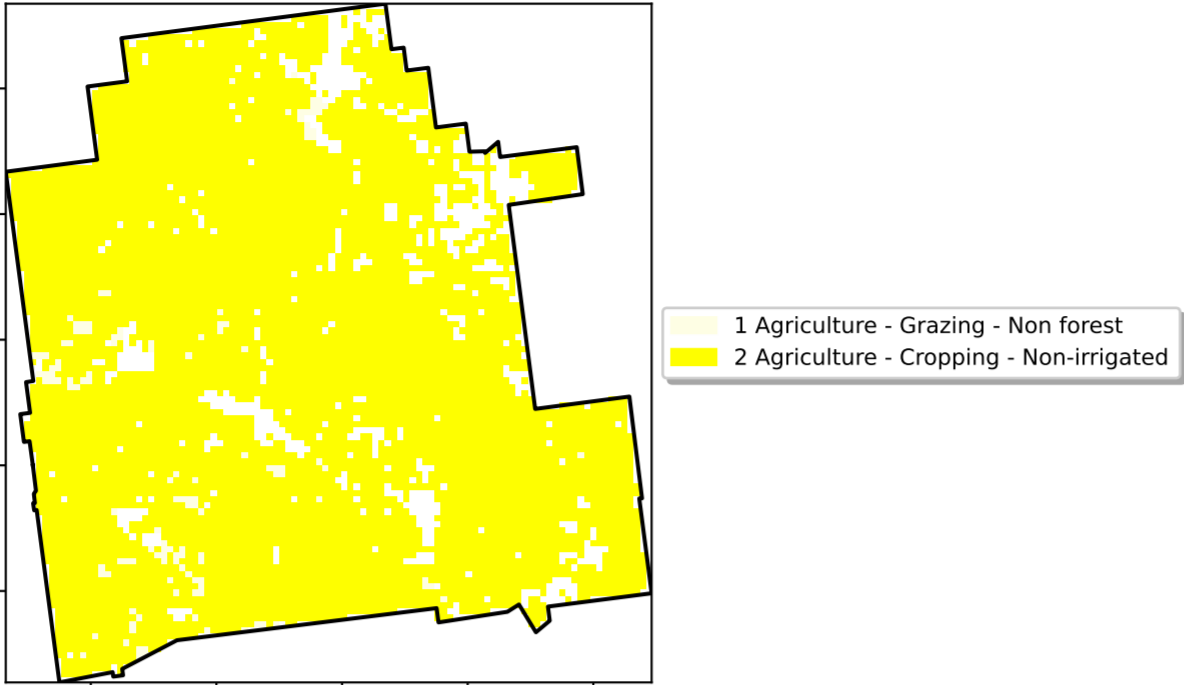 1 Agriculture - Grazing - Non forest
2 Agriculture - Cropping - Non-irrigated